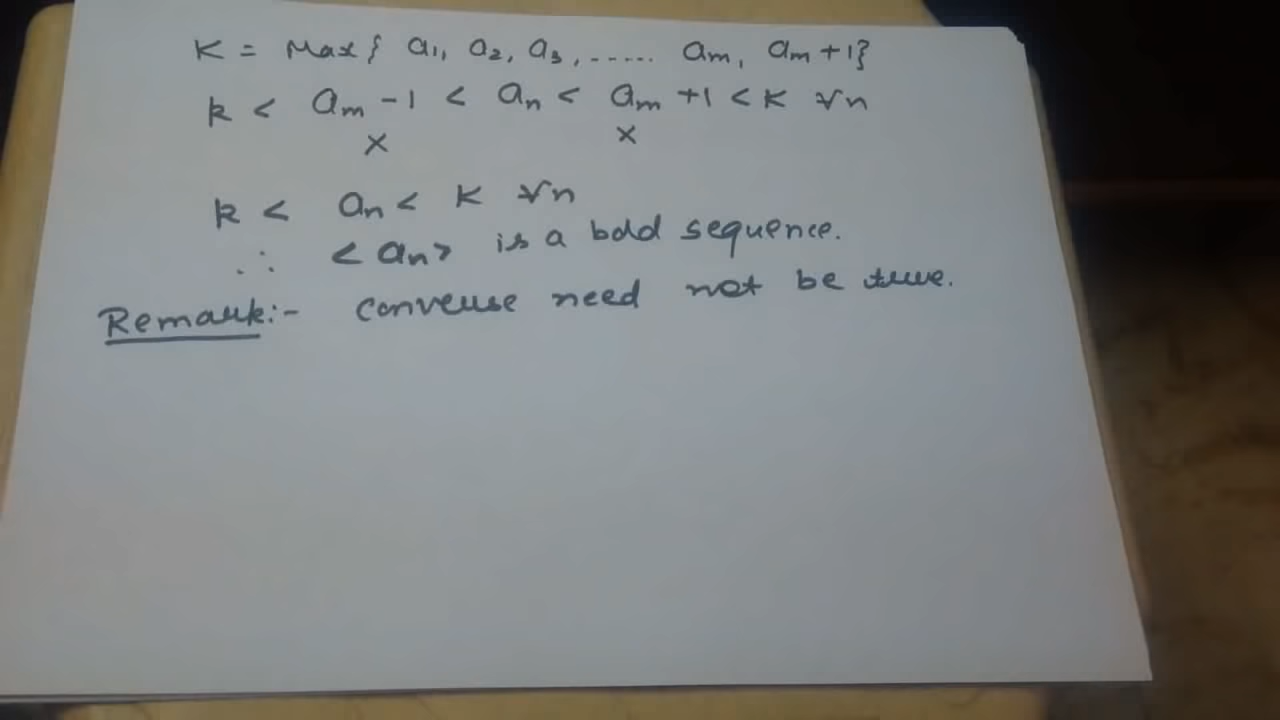 K = Max{ a1, a2, a3, ...... am, am+1}
k < am -1 < an < am +1 < K ∀n
× ×
k < an < K ∀n
∴ <an> is a bdd sequence.
Remark:- converse need not be true.